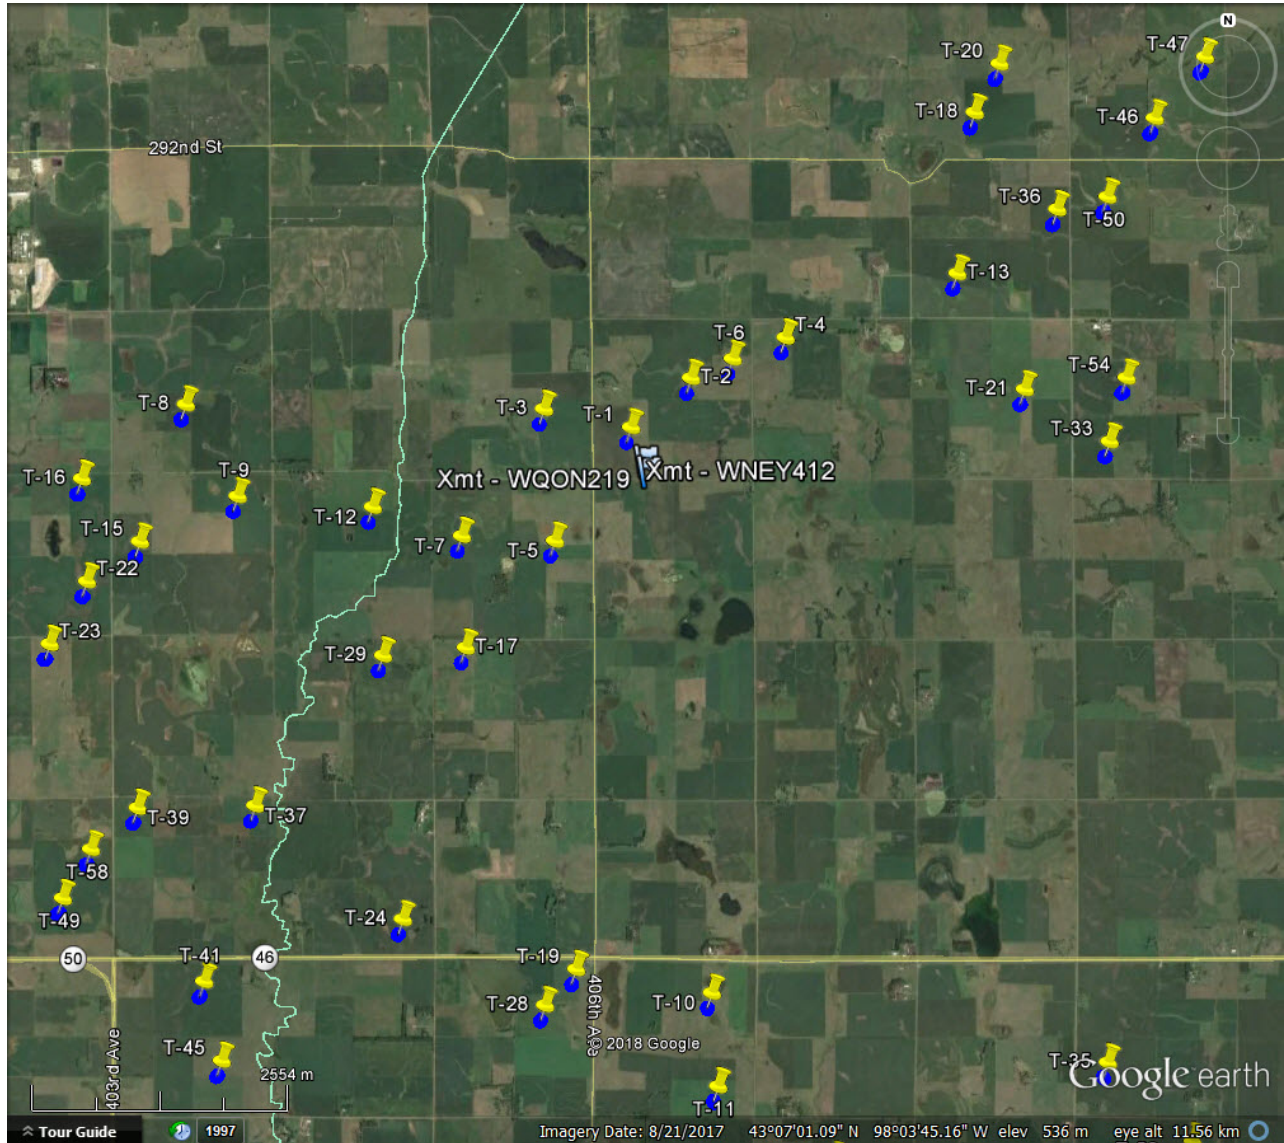 T-20
T-47
N
T-18
T-46
292nd St
T-36
T-50
T-13
T-4
T-6
T-2
T-54
T-21
T-8
T-3
T-1
T-33
Xmt - WQON219
Xmt - WNEY412
T-16
T-9
T-12
T-15
T-7
T-5
T-22
T-23
T-29
T-17
T-39
T-37
T-58
T-49
T-24
50
T-41
46
T-19
T-28
406th Ave
T-10
© 2018 Google
403rd Ave
T-45
T-35
2554 m
Google earth
T-11
Tour Guide
1997
Imagery Date: 8/21/2017 43°07'01.09" N 98°03'45.16" W elev 536 m eye alt 11.56 km